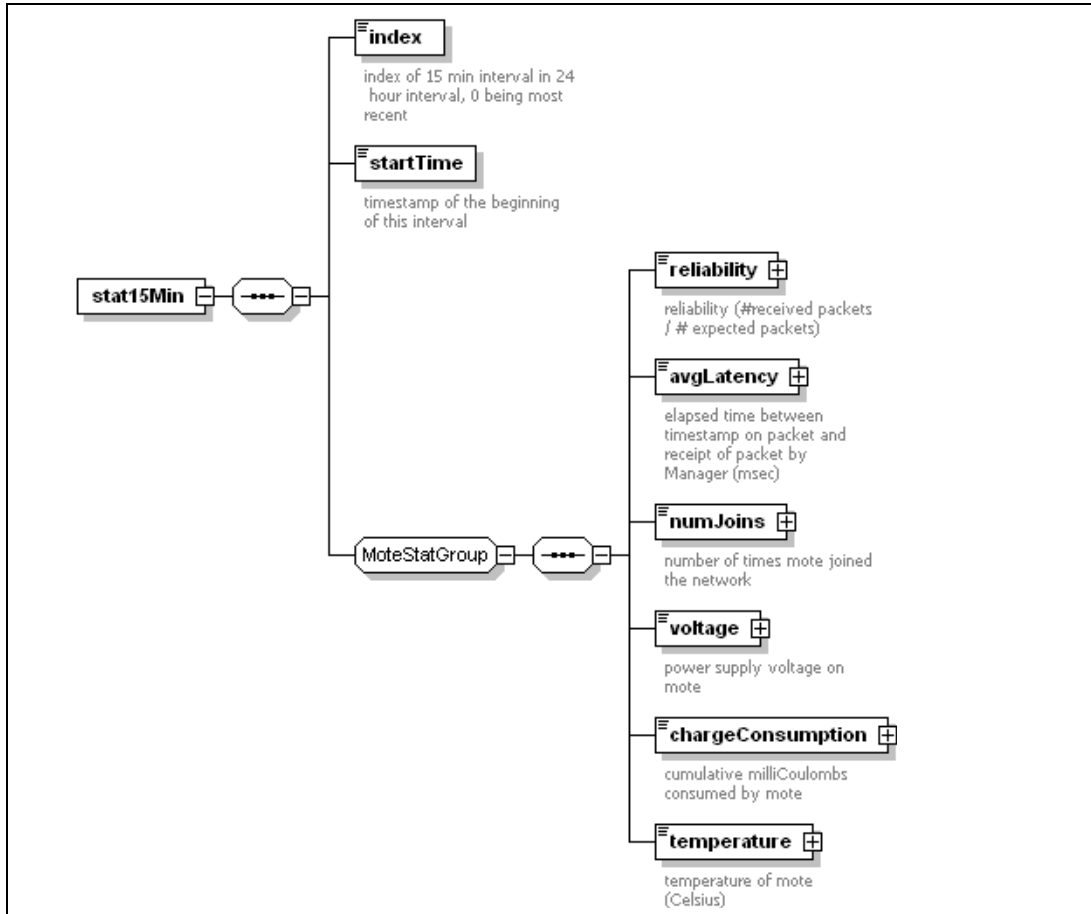 index
index of 15 min interval in 24
hour interval, 0 being most
recent
startTime
timestamp of the beginning
of this interval
stat15Min
MoteStatGroup
reliability
reliability (#received packets
/ # expected packets)
avgLatency
elapsed time between
timestamp on packet and
receipt of packet by
Manager (msec)
numJoins
number of times mote joined
the network
voltage
power supply voltage on
mote
chargeConsumption
cumulative milliCoulombs
consumed by mote
temperature
temperature of mote
(Celsius)